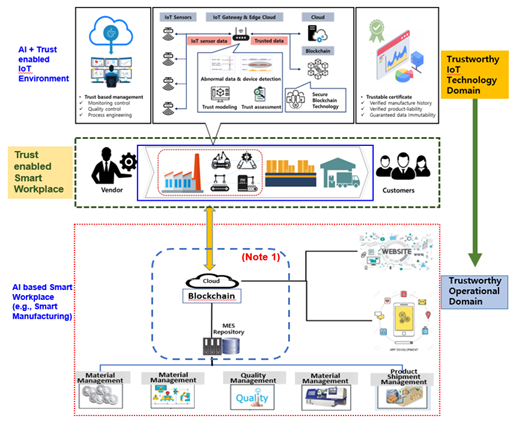 AI + Trust
enabled
IoT
Environment
• Trust based management
✓ Monitoring control
✓ Quality control
✓ Process engineering
IoT Sensors
IoT Gateway & Edge Cloud
Cloud
IoT sensor data
Trusted data
Blockchain
Abnormal data & device detection
Trust modeling
Trust assessment
Secure
Blockchain
Technology
• Trustable certificate
✓ Verified manufacture history
✓ Verified product-liability
✓ Guaranteed data immutability
Trustworthy
IoT
Technology
Domain
Trust
enabled
Smart
Workplace
Vendor
Customers
AI based Smart
Workplace
(e.g., Smart
Manufacturing)
(Note 1)
Cloud
Blockchain
MES
Repository
WEBSITE
APP DEVELOPMENT
Trustworthy
Operational
Domain
Material
Management
Material
Management
Quality
Management
Quality
Material
Management
Product
Shipment
Management